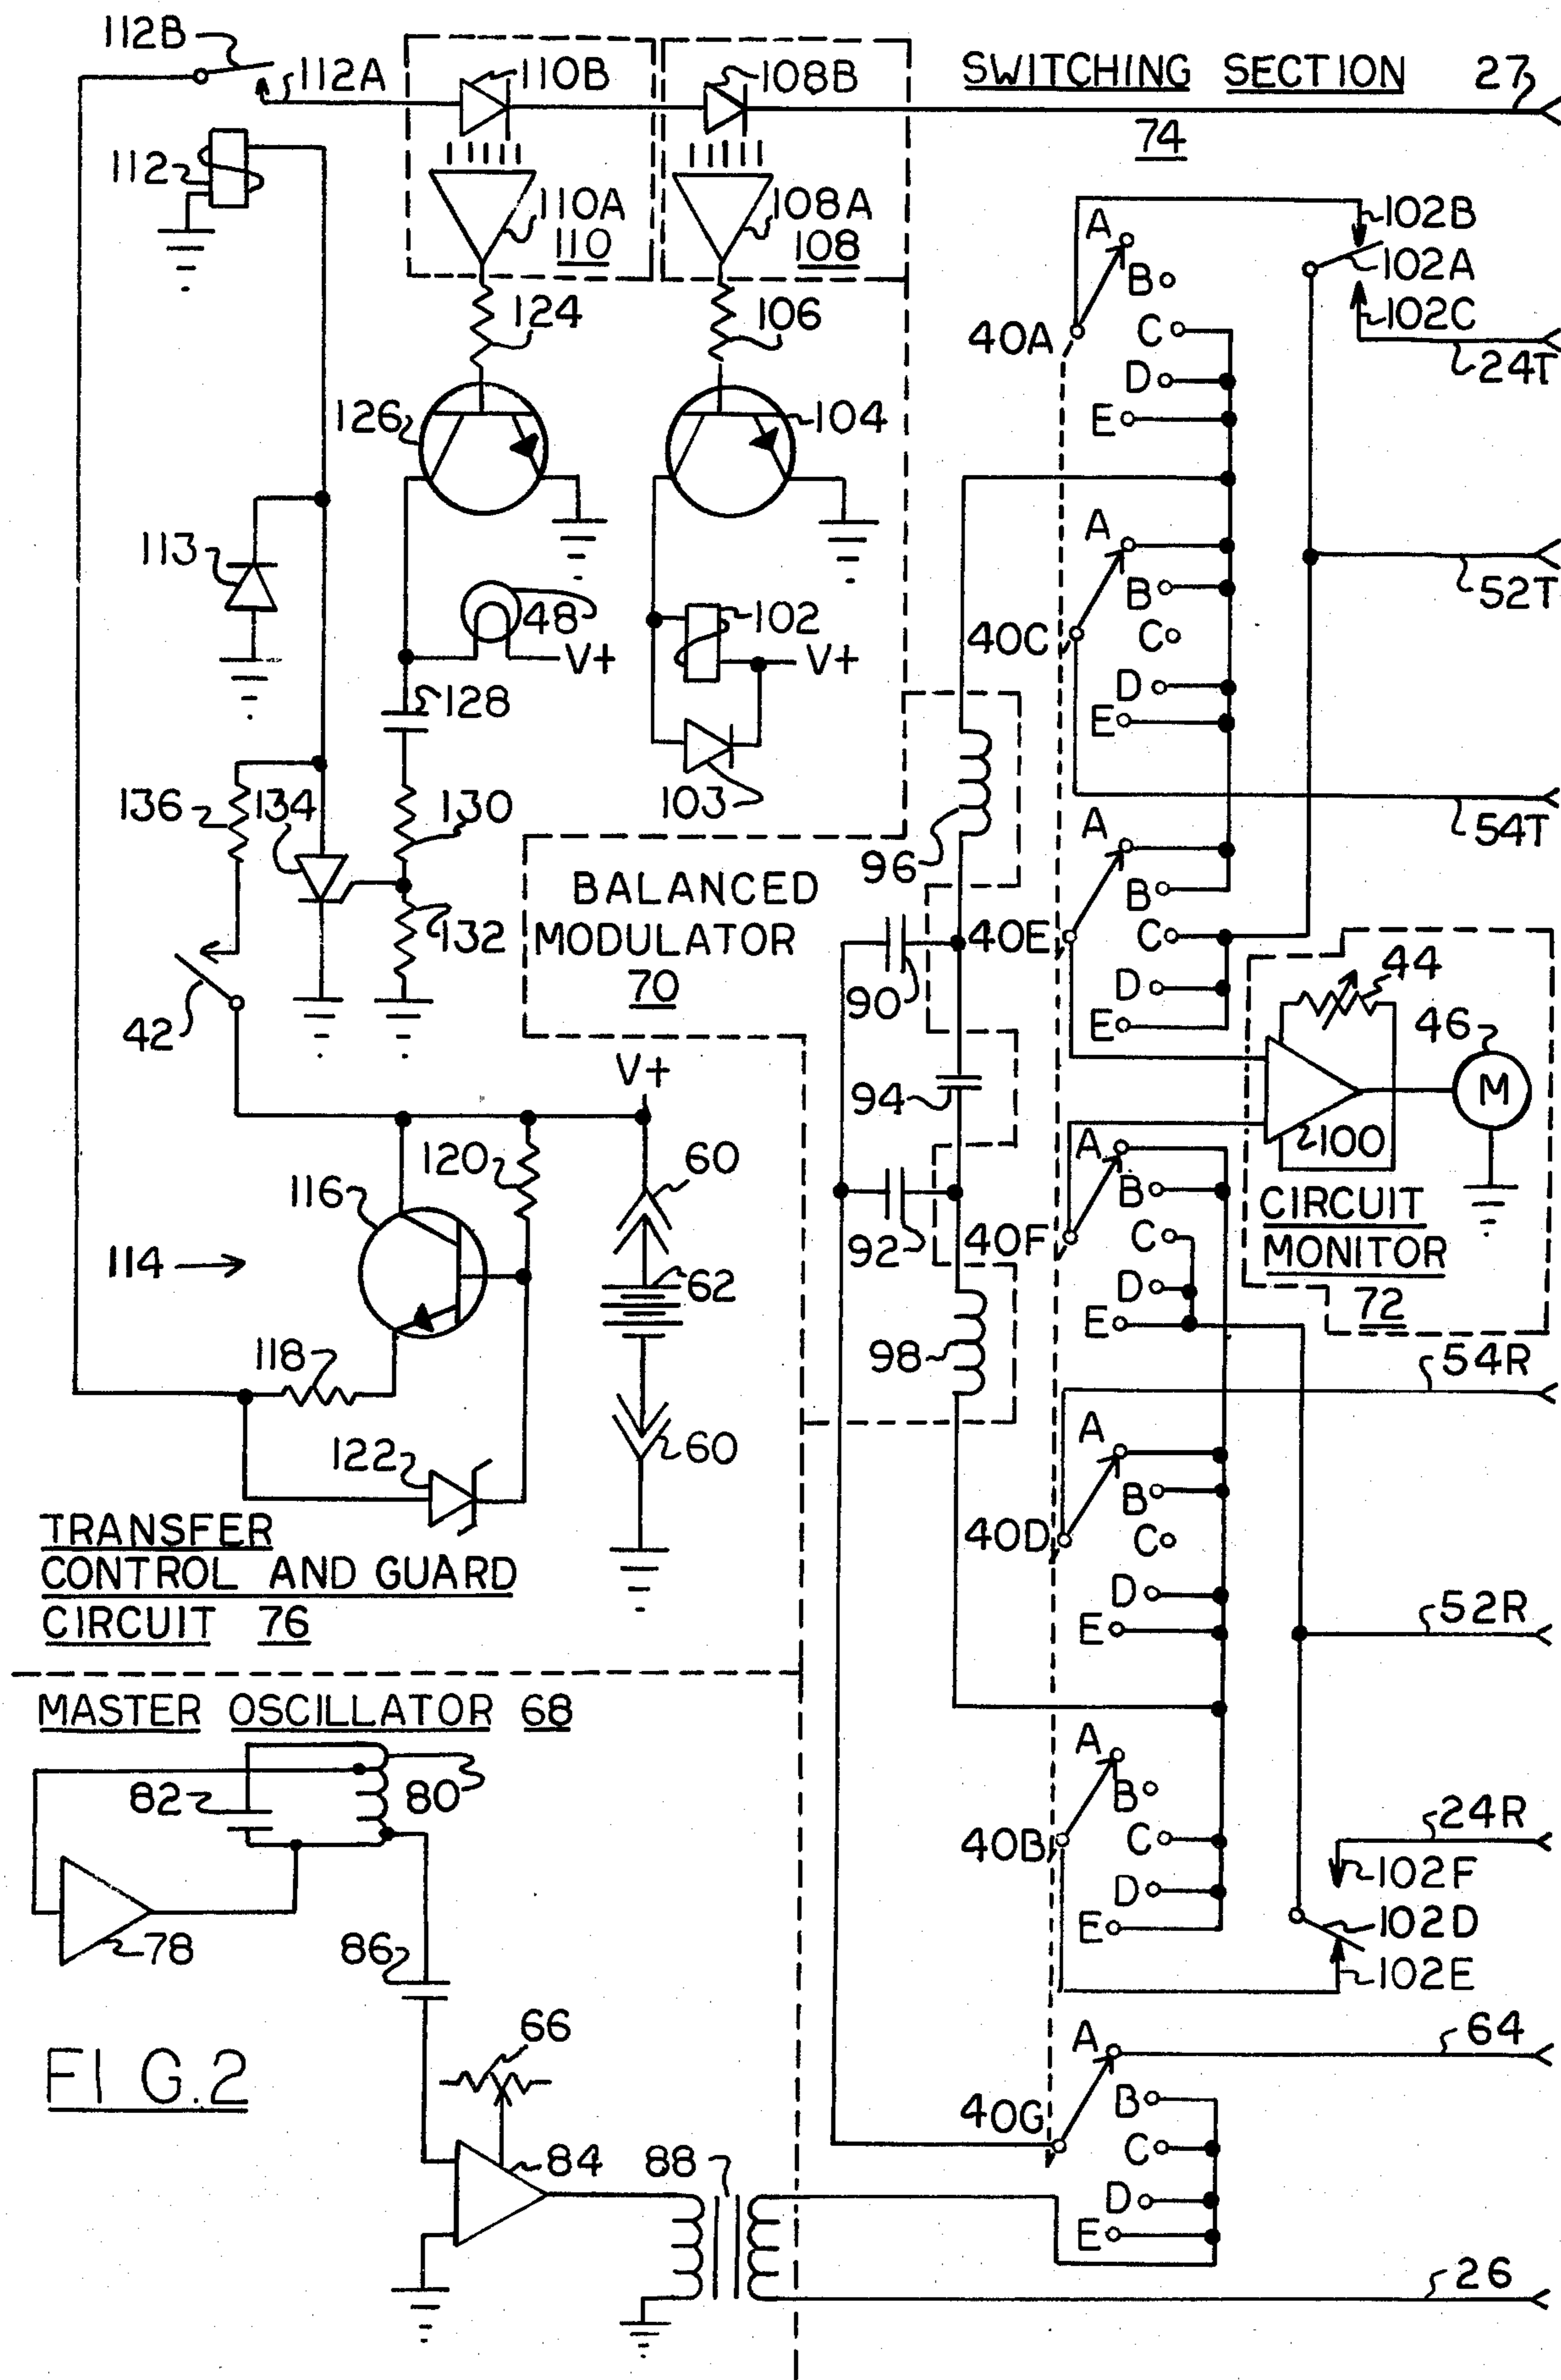 112B
112A
110B
108B
SWITCHING SECTION
74
27
112
110A
110
108A
108
102B
102A
102C
24T
A
B
C
D
E
40A
124
106
126
104
113
48
V+
102
V+
52T
A
B
C
D
E
40C
128
103
54T
136
134
130
132
96
BALANCED
MODULATOR
70
A
B
C
D
E
40E
90
44
46
M
100
CIRCUIT
MONITOR
72
42
V+
94
120
60
116
114
62
92
A
B
C
D
E
40F
118
98
54R
60
122
A
B
C
D
E
40D
TRANSFER
CONTROL AND GUARD
CIRCUIT 76
52R
MASTER OSCILLATOR 68
82
80
78
86
A
B
C
D
E
40B
24R
102F
102D
102E
66
FIG.2
64
A
B
C
D
E
40G
84
88
26